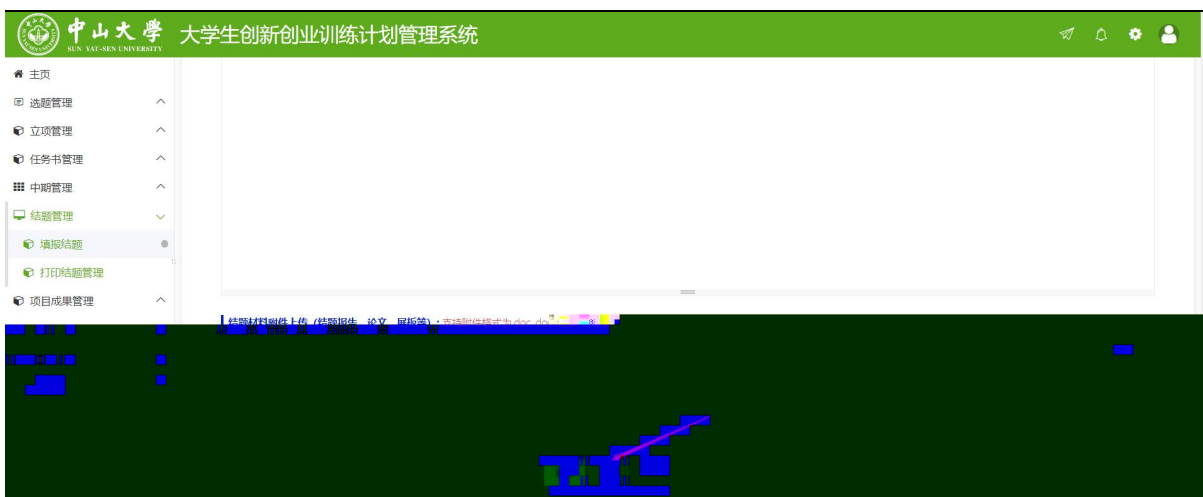 中山大學
SUN YAT-SEN UNIVERSITY
大学生创新创业训练计划管理系统
主页
选题管理
立项管理
任务书管理
中期管理
结题管理
填报结题
打印结题管理
项目成果管理
结题材料附件上传（结题报告、论文、展板等）：支持附件格式为